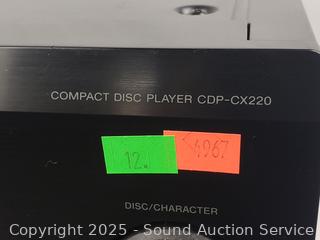 COMPACT DISC PLAYER CDP-CX220
12.
4967
DISC/CHARACTER
Copyright 2025 - Sound Auction Service